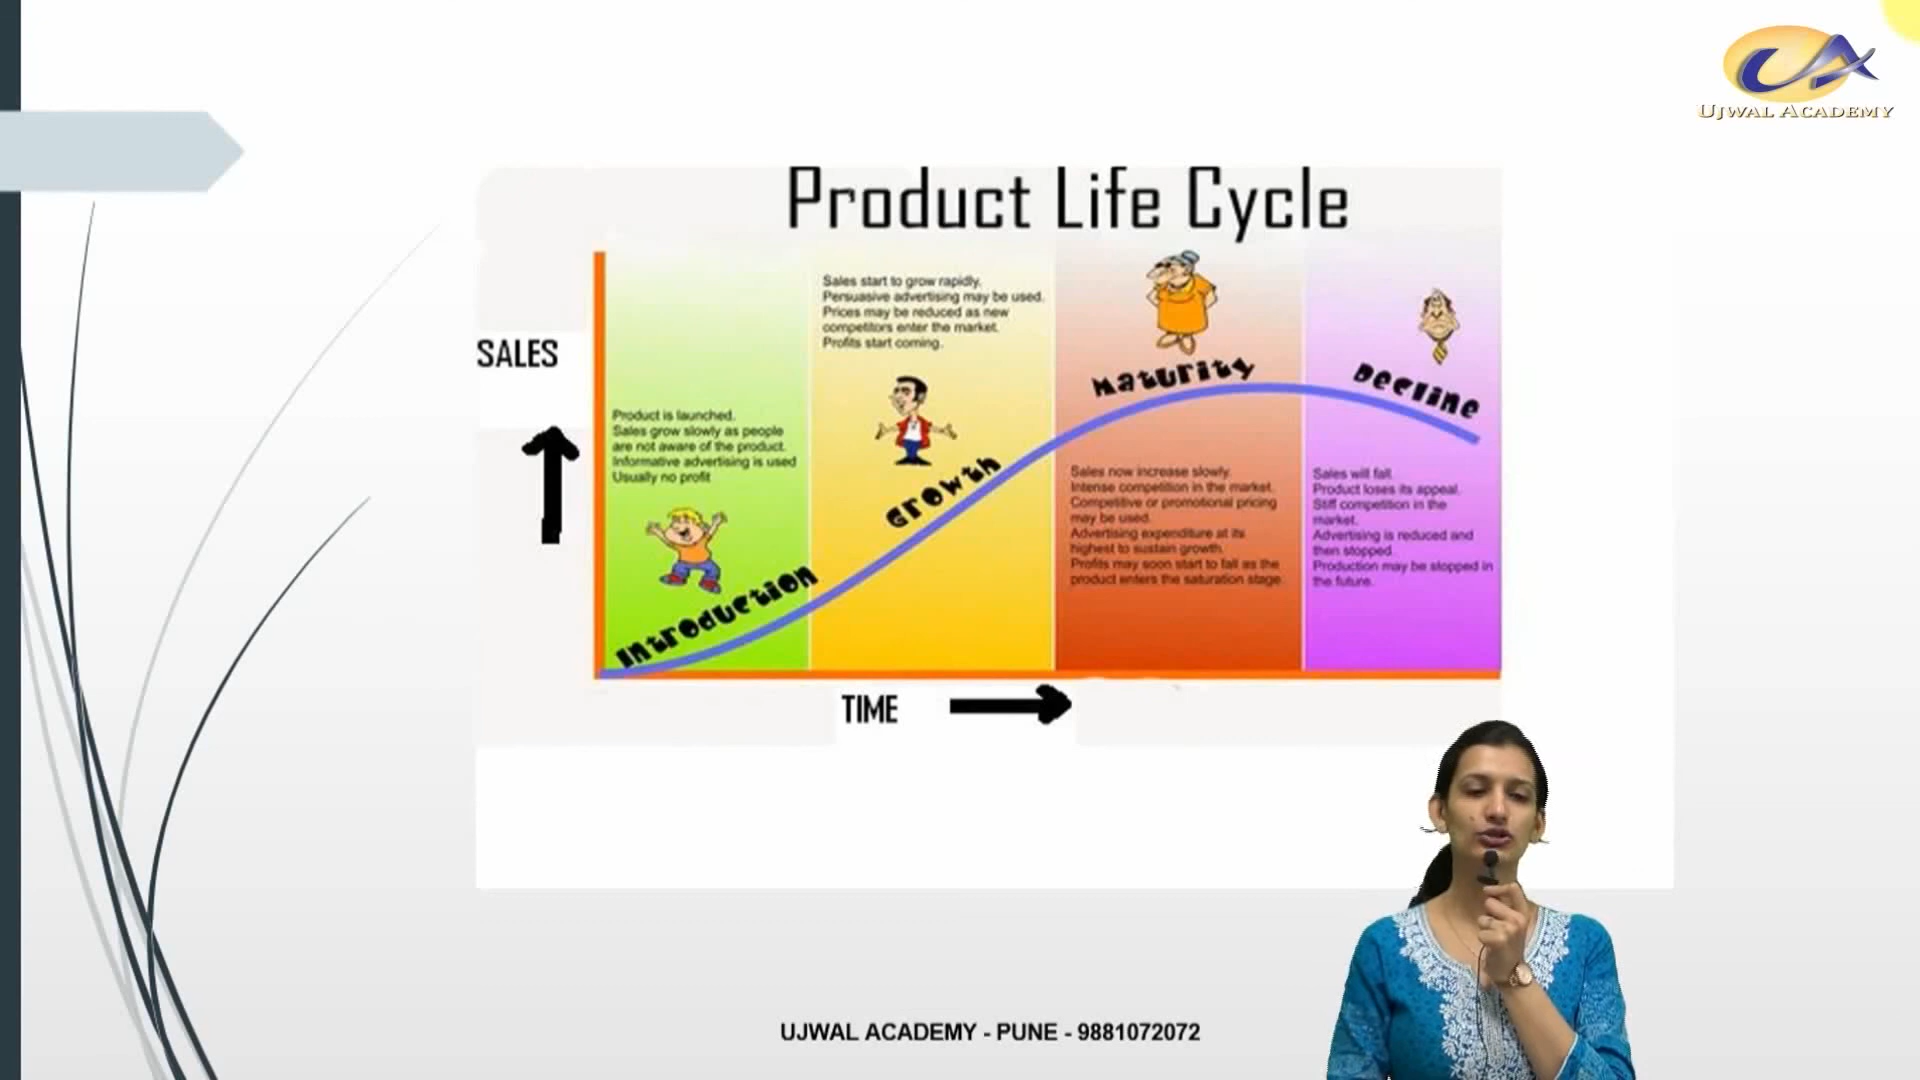 UJWAL ACADEMY
Product Life Cycle
SALES
Product is launched.
Sales grow slowly as people
are not aware of the product.
Informative advertising is used
Usually no profit
Introduction
Sales start to grow rapidly.
Persuasive advertising may be used.
Prices may be reduced as new
competitors enter the market.
Profits start coming.
Growth
Maturity
Sales now increase slowly.
Intense competition in the market.
Competitive or promotional pricing
may be used.
Advertising expenditure at its
highest to sustain growth.
Profits may soon start to fall as the
product enters the saturation stage.
Decline
Sales will fall.
Product loses its appeal.
Stiff competition in the
market.
Advertising is reduced and
then stopped.
Production may be stopped in
the future.
TIME
UJWAL ACADEMY - PUNE - 9881072072